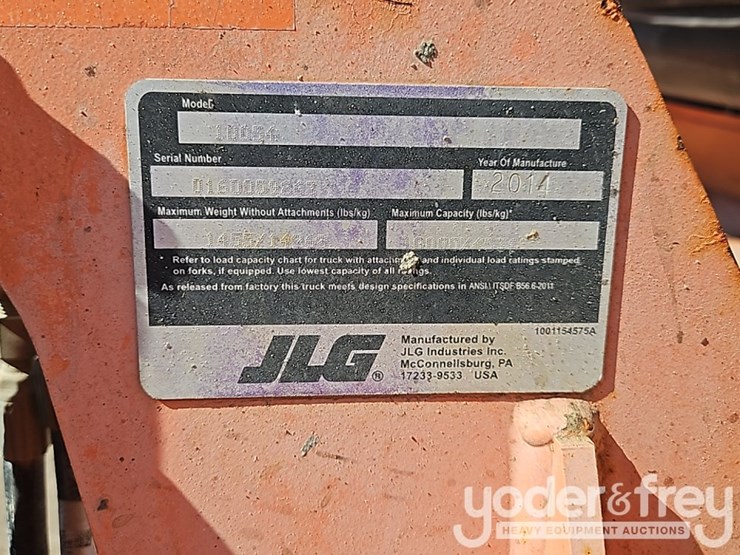 Model
10054
Serial Number
Year Of Manufacture
2014
Maximum Weight Without Attachments (lbs/kg)
Maximum Capacity (lbs/kg)*
* Refer to load capacity chart for truck with and individual load ratings stamped
on forks, if equipped. Use lowest capacity of all
As released from factory this truck meets design specifications in ANSI / ITSDF B56.6-2011
1001154575A
JLG®
Manufactured by
JLG Industries Inc.
McConnellsburg, PA
17233-9533 USA
yoder&frey
HEAVY EQUIPMENT AUCTIONS